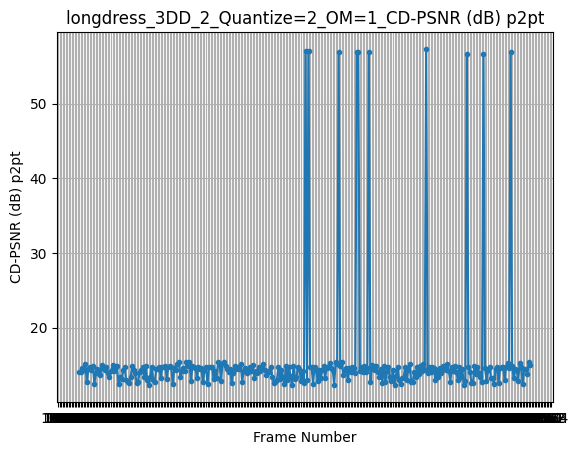 longdress_3DD_2_Quantize=2_OM=1_CD-PSNR (dB) p2pt
CD-PSNR (dB) p2pt
50
40
30
20
Frame Number